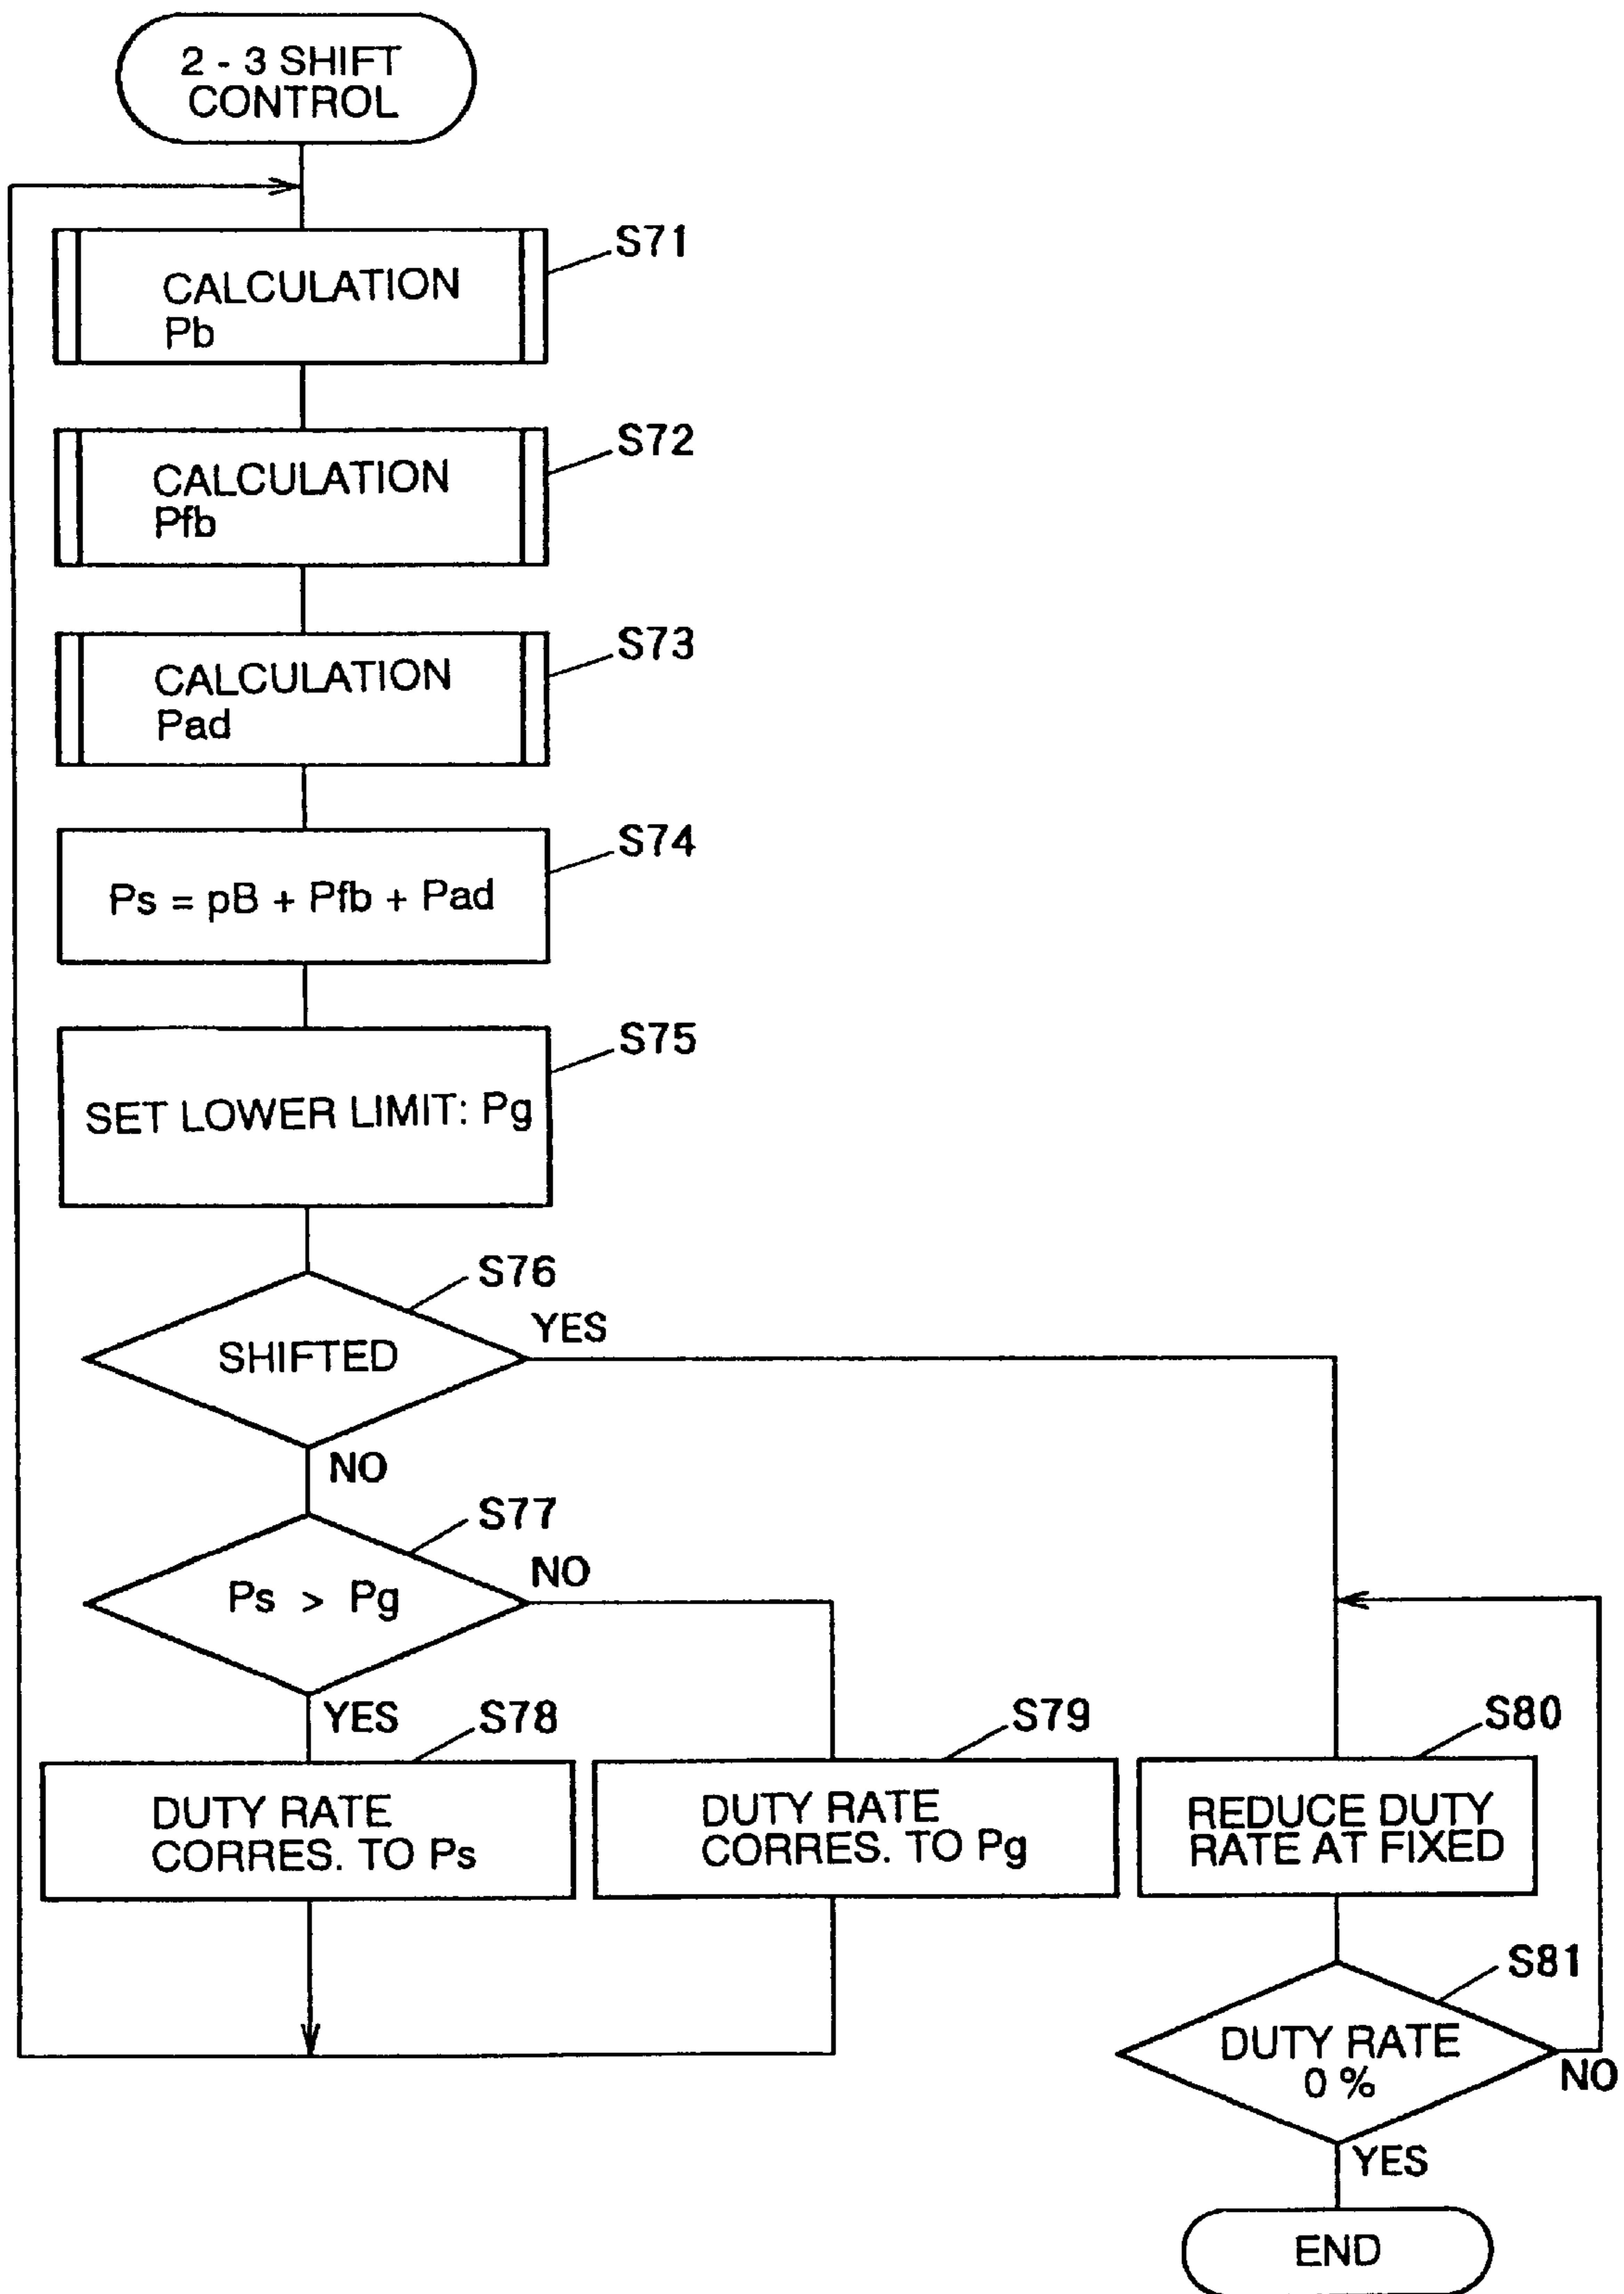 2 - 3 SHIFT
CONTROL
S71
CALCULATION
Pb
S72
CALCULATION
Pfb
S73
CALCULATION
Pad
S74
Ps = pB + Pfb + Pad
S75
SET LOWER LIMIT: Pg
S76
SHIFTED
YES
NO
S77
Ps > Pg
NO
YES
S78
DUTY RATE
CORRES. TO Ps
S79
DUTY RATE
CORRES. TO Pg
S80
REDUCE DUTY
RATE AT FIXED
S81
DUTY RATE
0 %
NO
YES
END